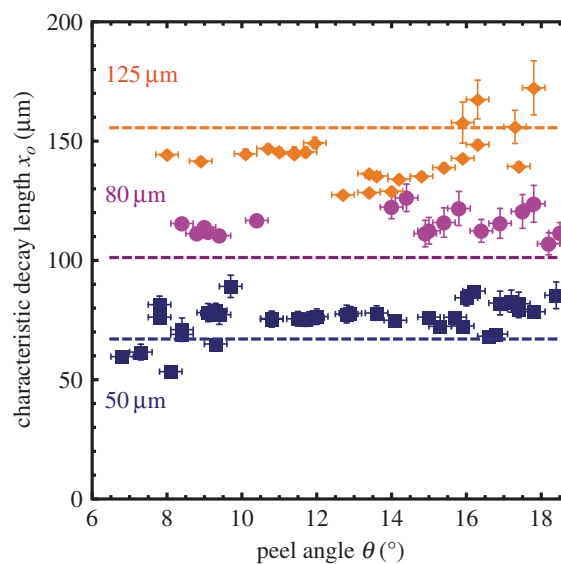 200
150
100
50
0
characteristic decay length x_o (µm)
125 µm
80 µm
50 µm
6 8 10 12 14 16 18
peel angle θ (°)